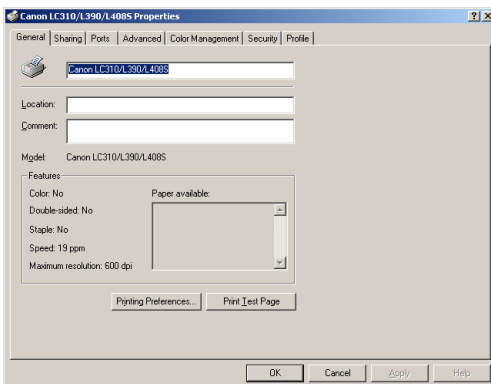 Canon LC310/L390/L408S Properties
General Sharing Ports Advanced Color Management Security Profile
Canon LC310/L390/L408S
Location:
Comment:
Model: Canon LC310/L390/L408S
Features
Color: No Paper available:
Double-sided: No
Staple: No
Speed: 19 ppm
Maximum resolution: 600 dpi
Printing Preferences... Print Test Page
OK Cancel Apply Help